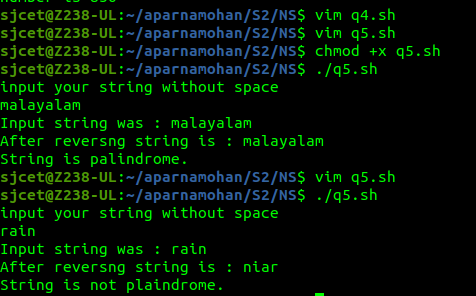 sjcet@Z238-UL:~/aparnamohan/S2/NS$ vim q4.sh
sjcet@Z238-UL:~/aparnamohan/S2/NS$ vim q5.sh
sjcet@Z238-UL:~/aparnamohan/S2/NS$ chmod +x q5.sh
sjcet@Z238-UL:~/aparnamohan/S2/NS$ ./q5.sh
input your string without space
malayalam
Input string was : malayalam
After reversng string is : malayalam
String is palindrome.
sjcet@Z238-UL:~/aparnamohan/S2/NS$ vim q5.sh
sjcet@Z238-UL:~/aparnamohan/S2/NS$ ./q5.sh
input your string without space
rain
Input string was : rain
After reversng string is : niar
String is not plaindrome.